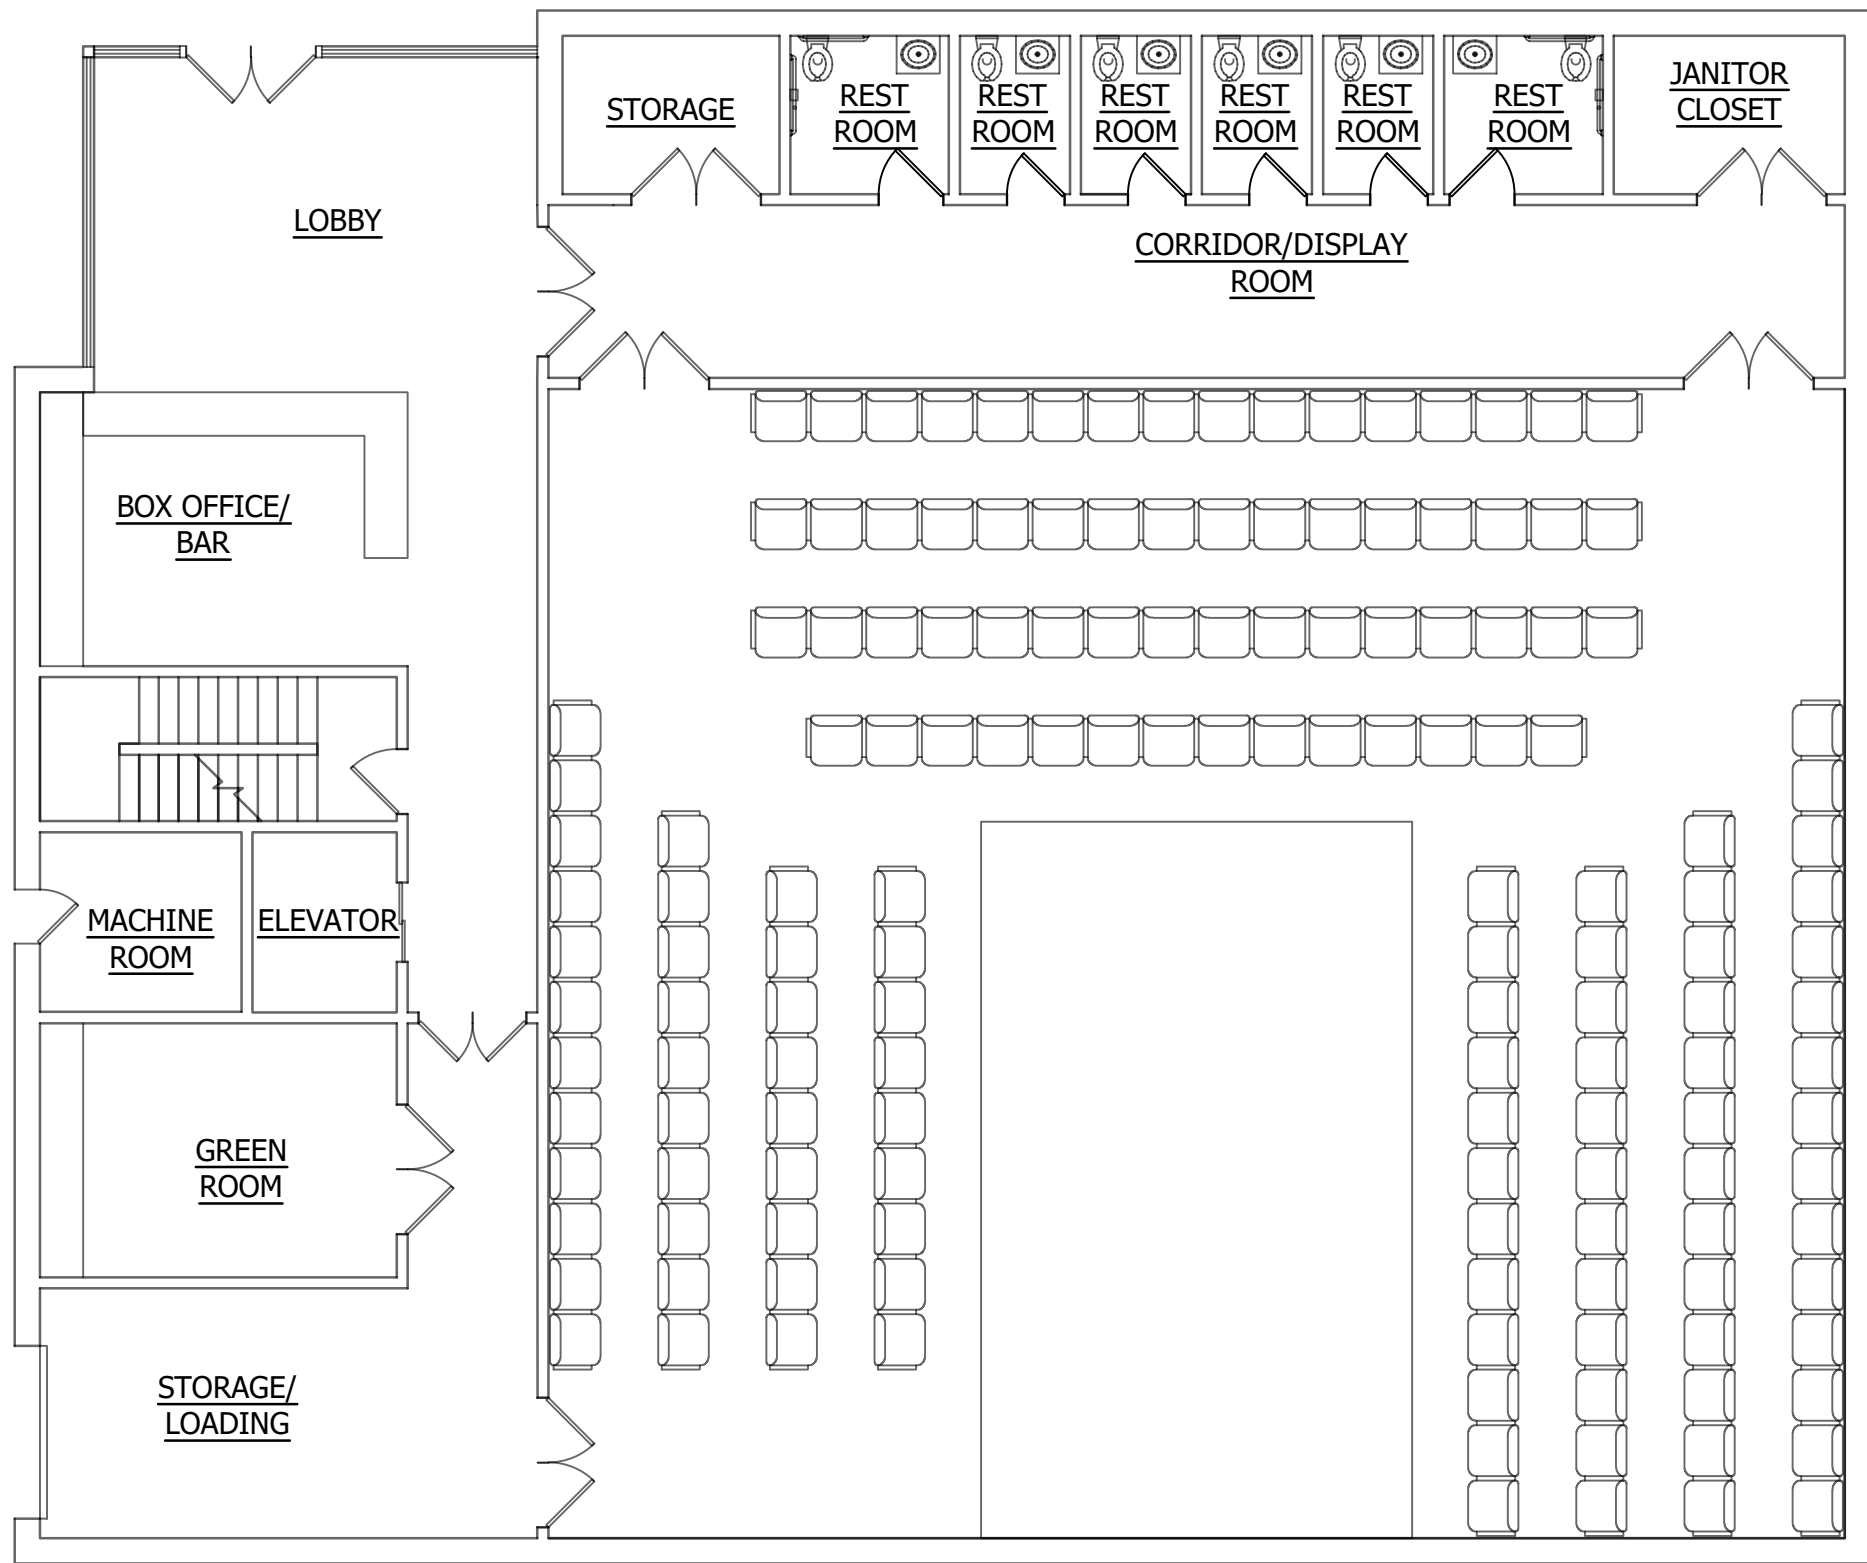 STORAGE
REST
ROOM
REST
ROOM
REST
ROOM
REST
ROOM
REST
ROOM
REST
ROOM
JANITOR
CLOSET
LOBBY
CORRIDOR/DISPLAY
ROOM
BOX OFFICE/
BAR
MACHINE
ROOM
ELEVATOR
GREEN
ROOM
STORAGE/
LOADING